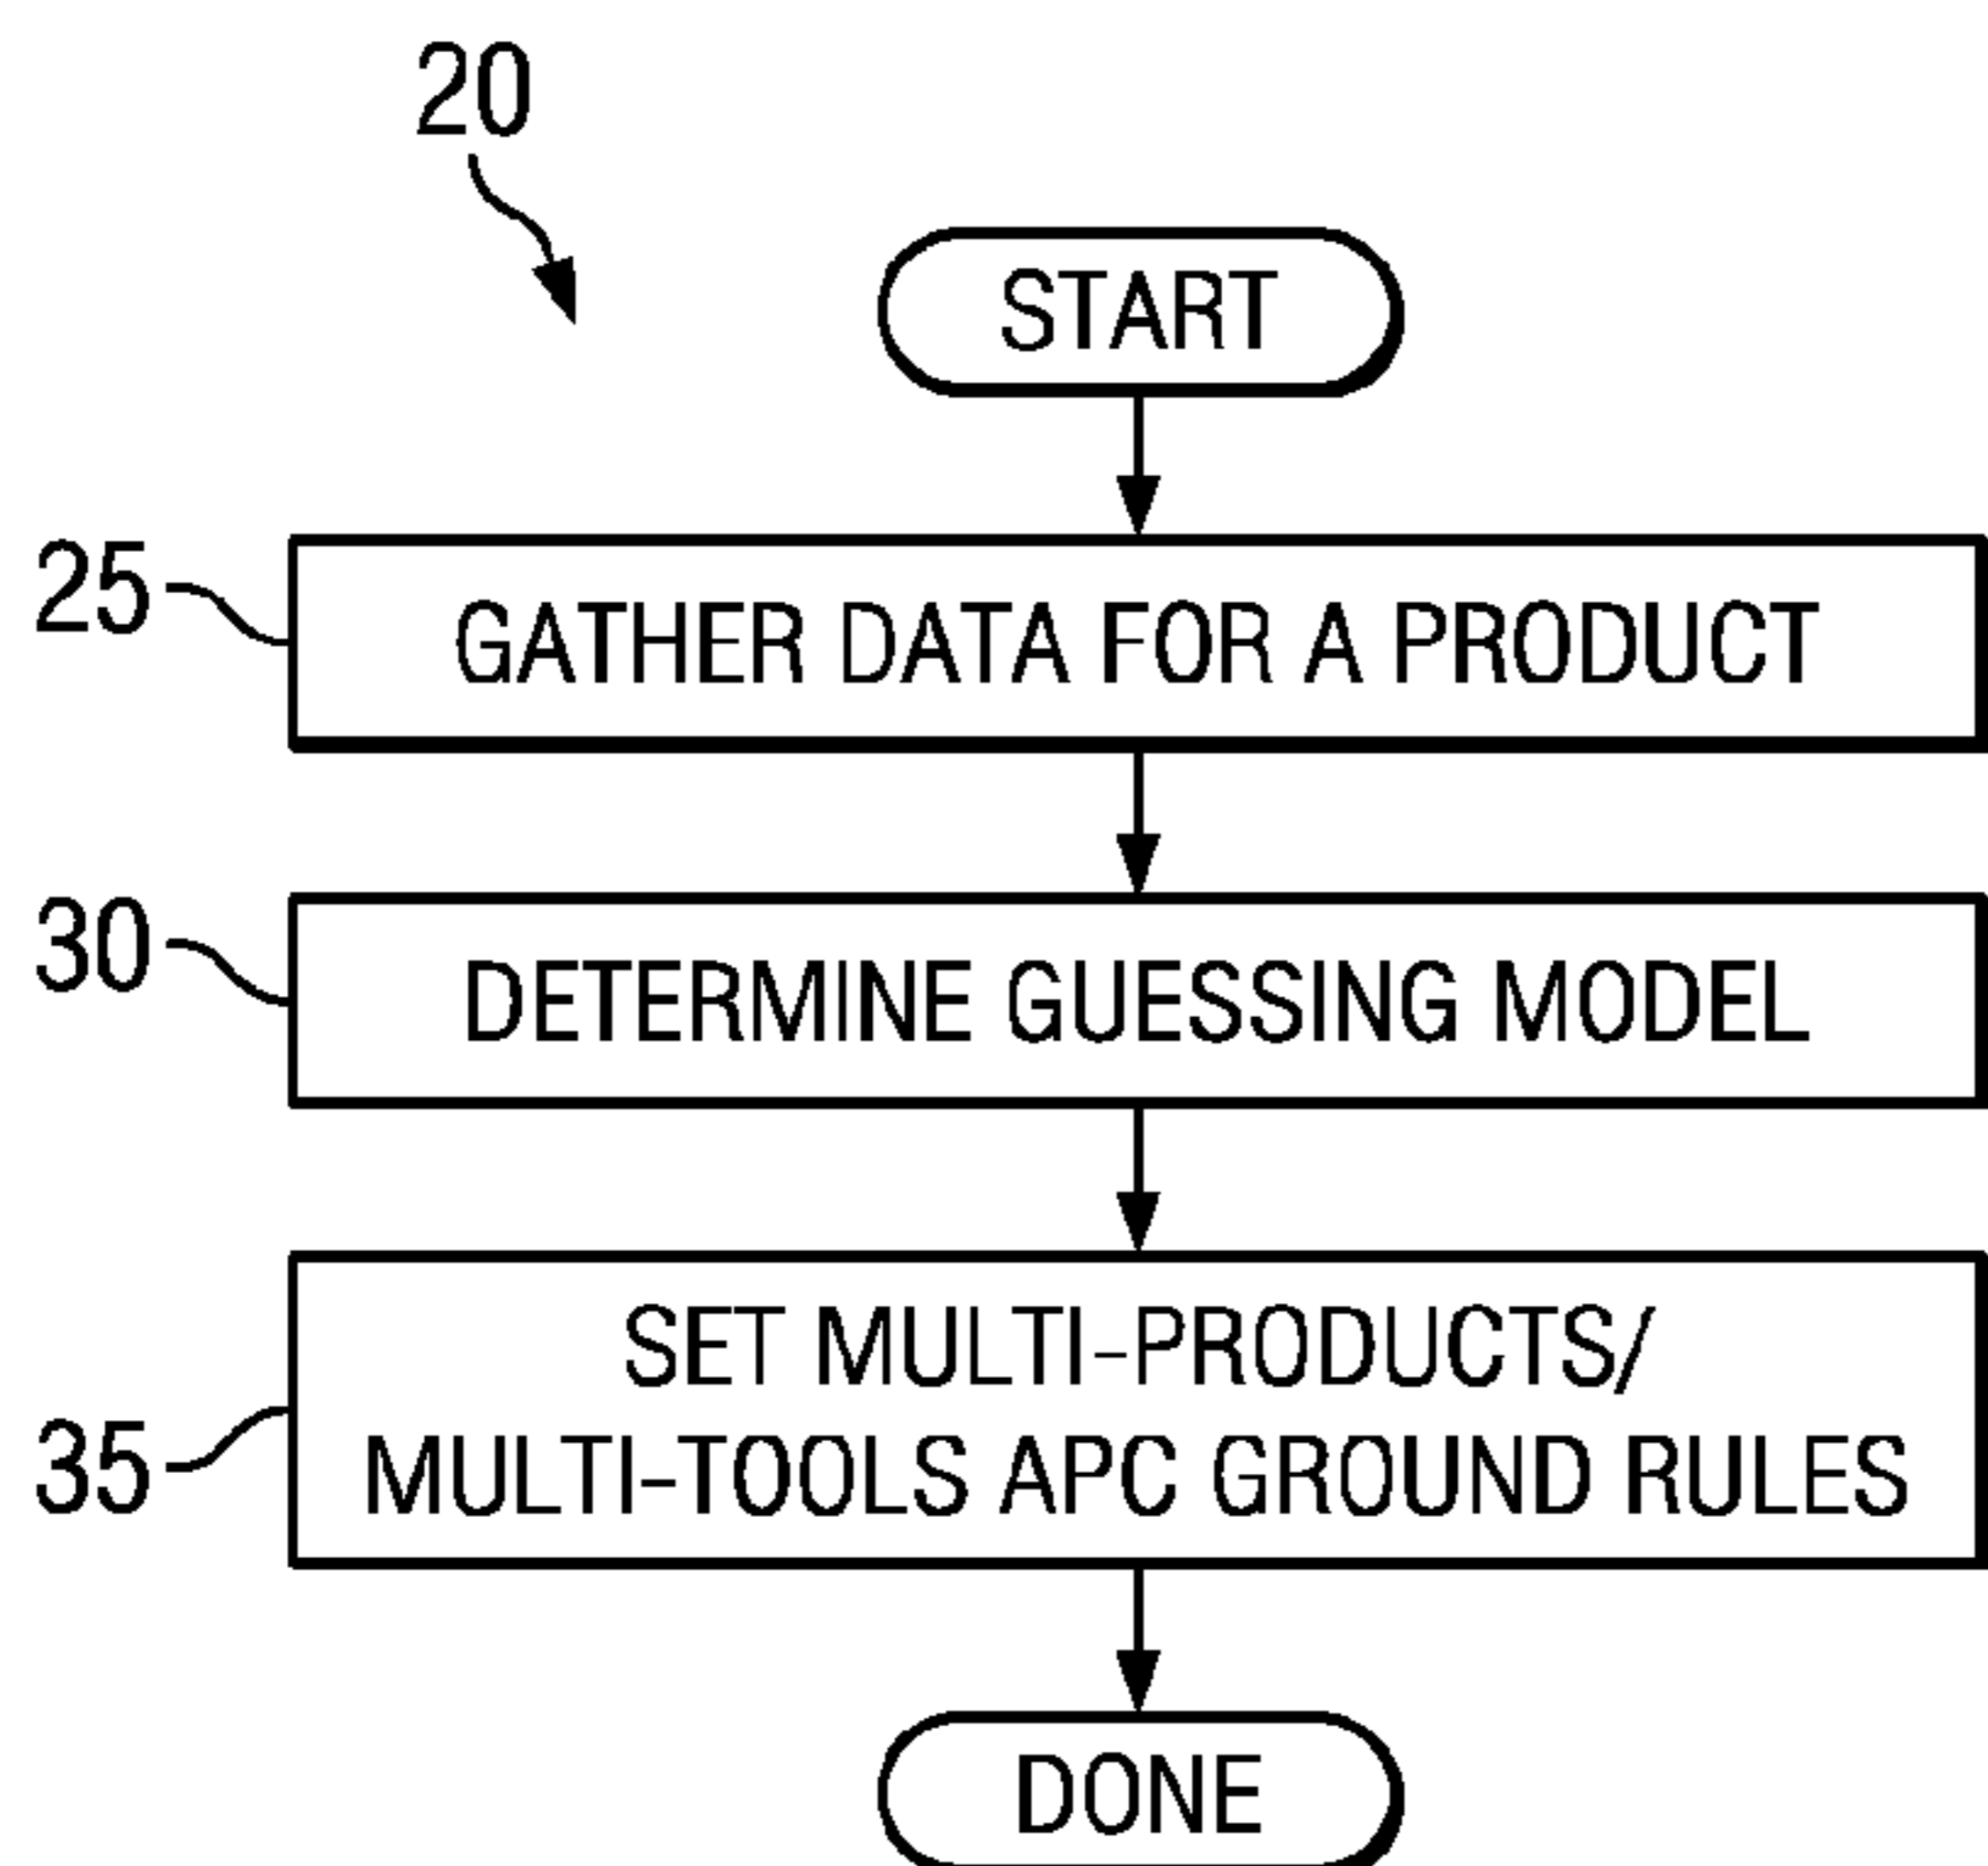 20
START
25
GATHER DATA FOR A PRODUCT
30
DETERMINE GUESSING MODEL
35
SET MULTI-PRODUCTS/
MULTI-TOOLS APC GROUND RULES
DONE